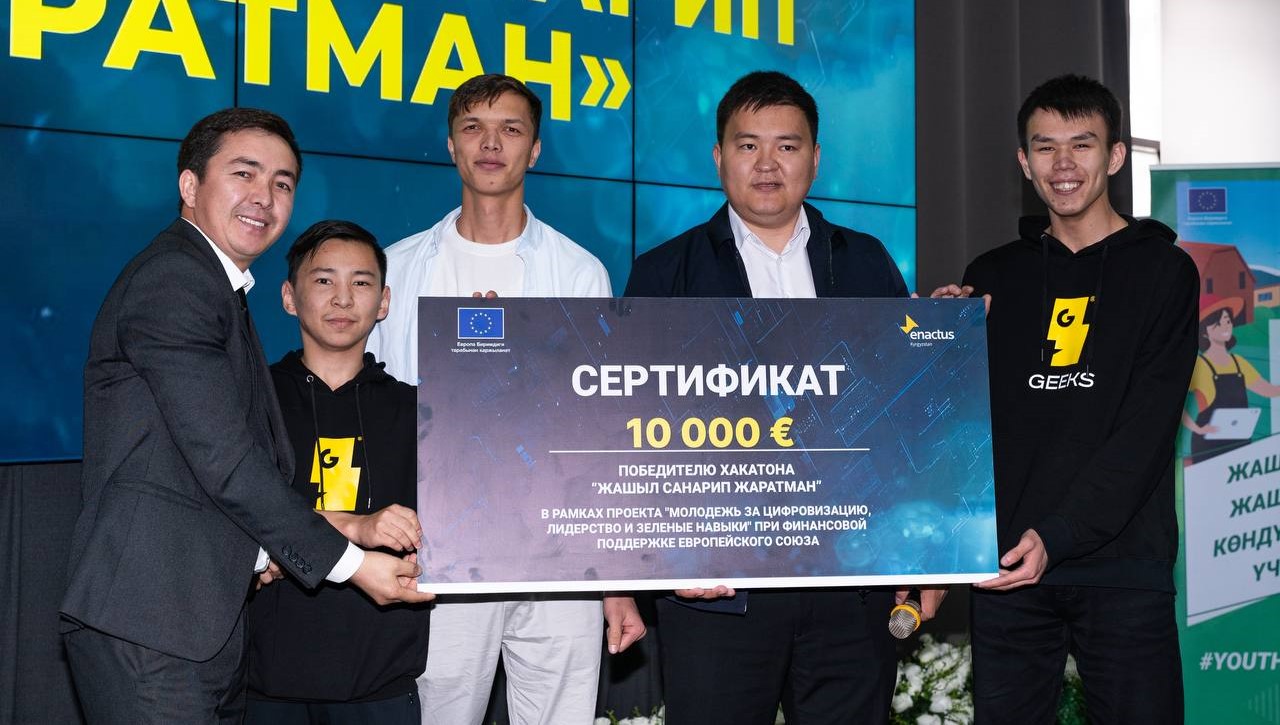 РАТМАН»
Европа Биримдиги
тарабынан каржыланат
enactus
Kyrgyzstan
СЕРТИФИКАТ
10 000 €
ПОБЕДИТЕЛЮ ХАКАТОНА
"ЖАШЫЛ САНАРИП ЖАРАТМАН"
В РАМКАХ ПРОЕКТА "МОЛОДЕЖЬ ЗА ЦИФРОВИЗАЦИЮ,
ЛИДЕРСТВО И ЗЕЛЕНЫЕ НАВЫКИ" ПРИ ФИНАНСОВОЙ
ПОДДЕРЖКЕ ЕВРОПЕЙСКОГО СОЮЗА
G
G
GEEKS
ЖАШ
ЖАШ
КӨНДҮ
ҮЧ
#YOUTH